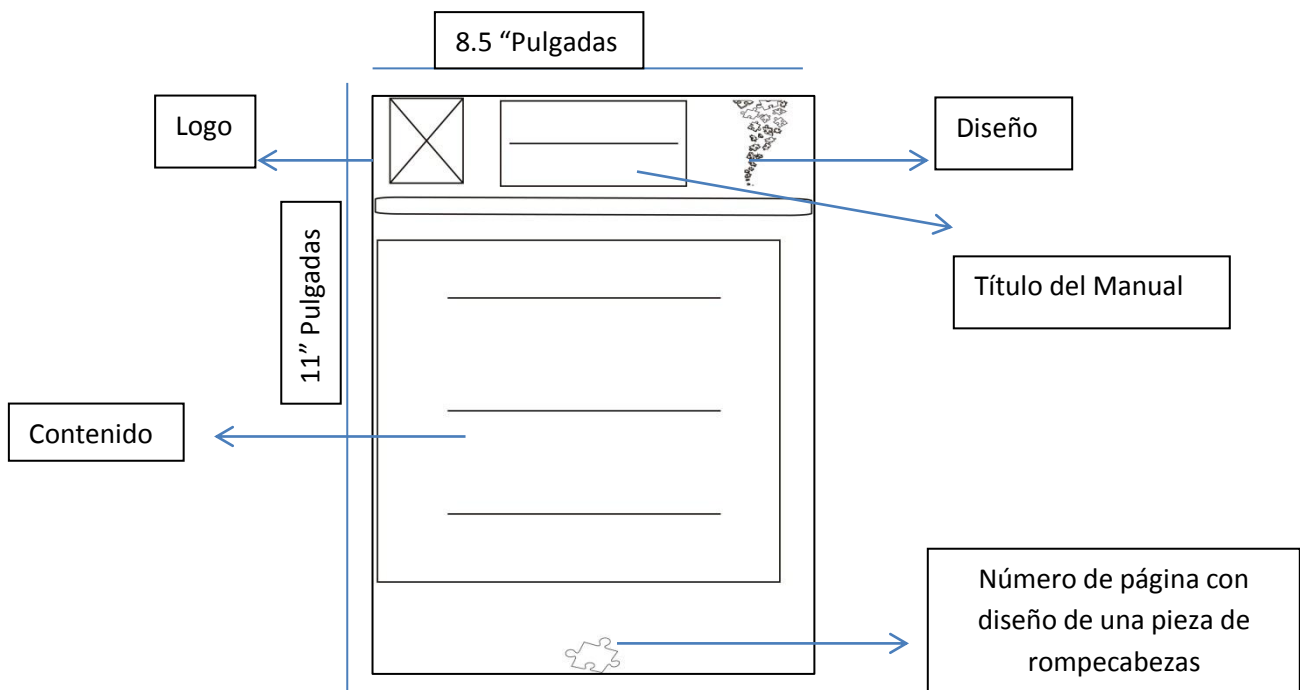 8.5 “Pulgadas
Logo
Diseño
11” Pulgadas
Título del Manual
Contenido
Número de página con
diseño de una pieza de
rompecabezas